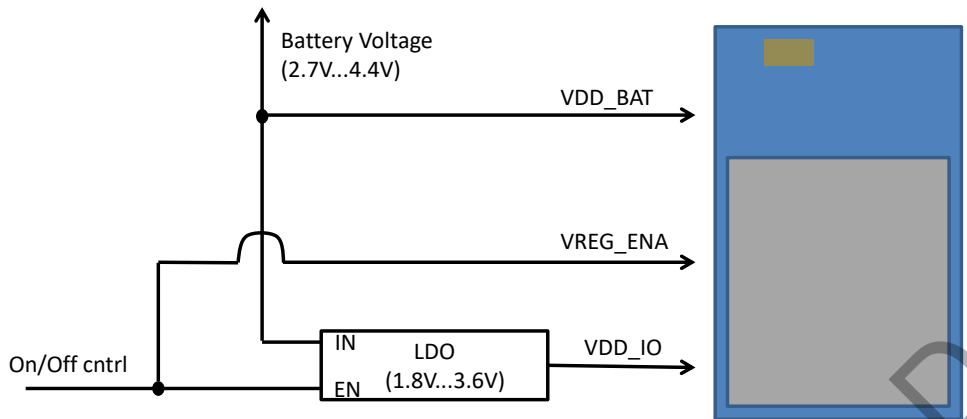 Battery Voltage
(2.7V...4.4V)
VDD_BAT
VREG_ENA
IN
LDO
VDD_IO
On/Off cntrl
EN
(1.8V...3.6V)